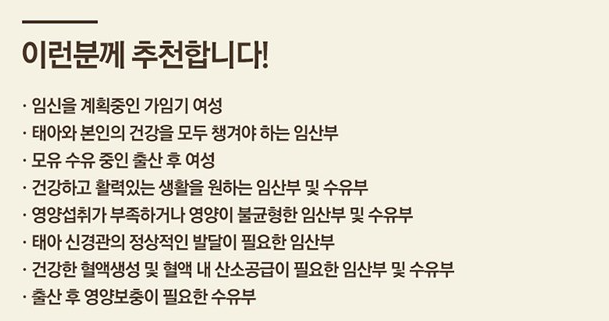 이런분께 추천합니다!
· 임신을 계획중인 가임기 여성
· 태아와 본인의 건강을 모두 챙겨야 하는 임산부
· 모유 수유 중인 출산 후 여성
· 건강하고 활력있는 생활을 원하는 임산부 및 수유부
· 영양섭취가 부족하거나 영양이 불균형한 임산부 및 수유부
· 태아 신경관의 정상적인 발달이 필요한 임산부
· 건강한 혈액생성 및 혈액 내 산소공급이 필요한 임산부 및 수유부
· 출산 후 영양보충이 필요한 수유부